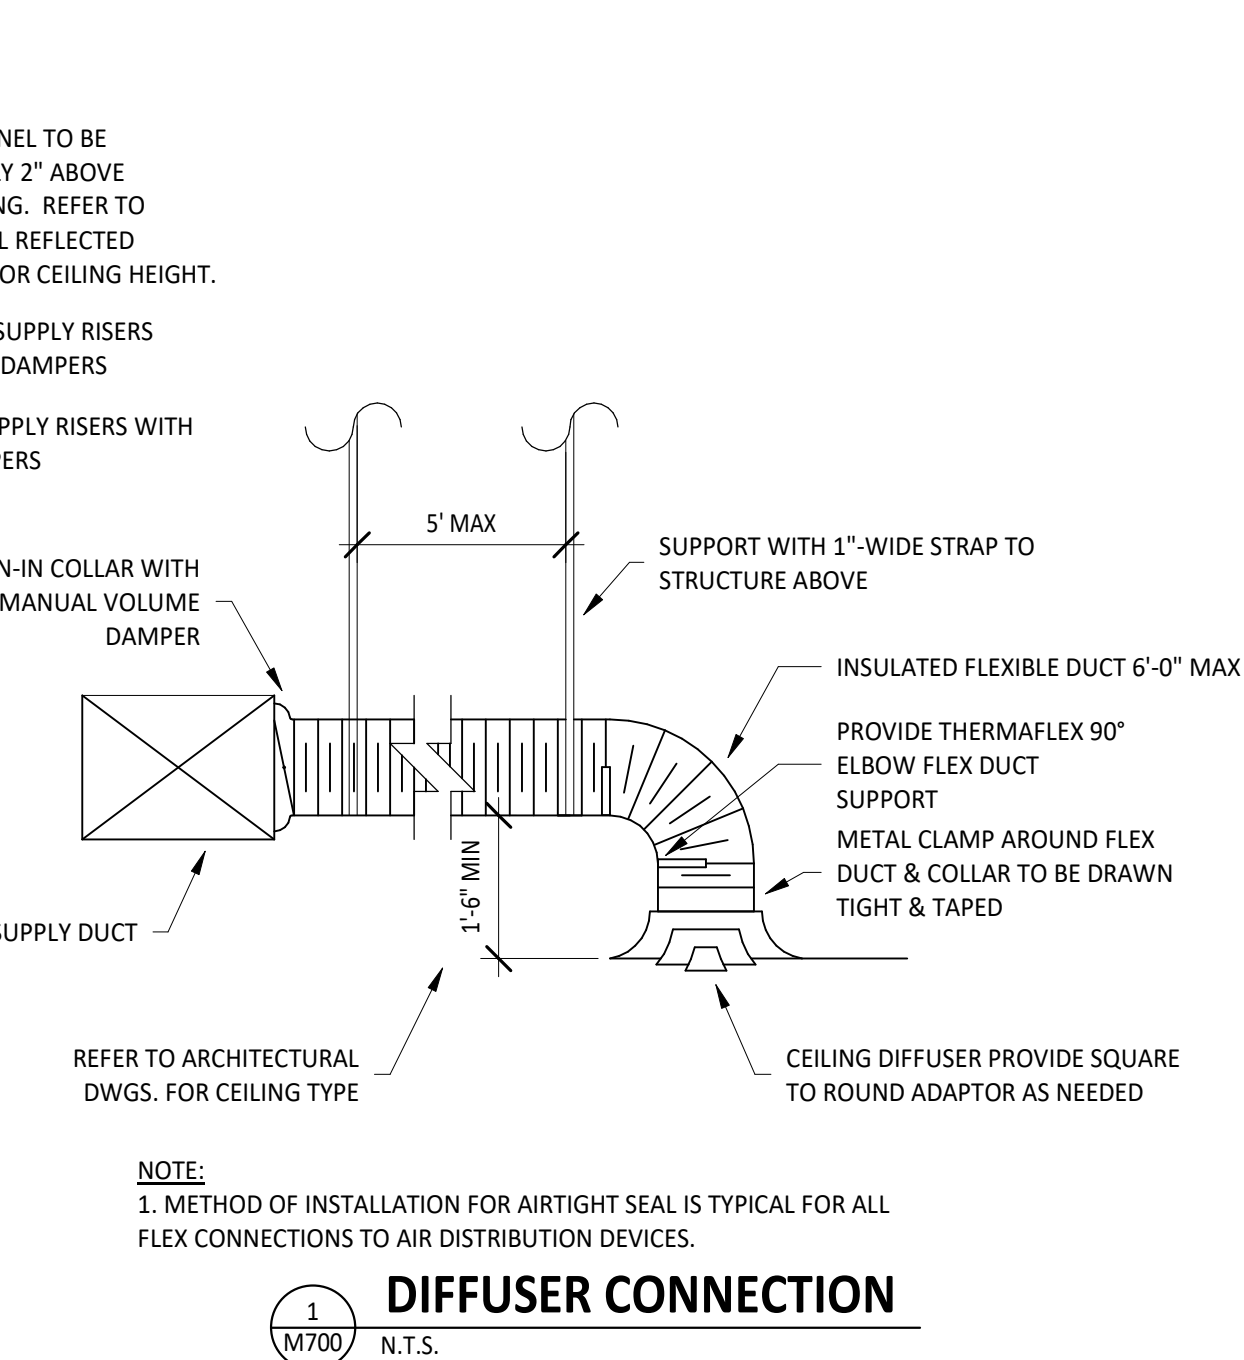 NEL TO BE
Y 2" ABOVE
NG. REFER TO
L REFLECTED
OR CEILING HEIGHT.
SUPPLY RISERS
DAMPERS
PPLY RISERS WITH
PERS
5' MAX
SUPPORT WITH 1"-WIDE STRAP TO
STRUCTURE ABOVE
N-IN COLLAR WITH
MANUAL VOLUME
DAMPER
INSULATED FLEXIBLE DUCT 6'-0" MAX
PROVIDE THERMAFLEX 90°
ELBOW FLEX DUCT
SUPPORT
METAL CLAMP AROUND FLEX
DUCT & COLLAR TO BE DRAWN
TIGHT & TAPED
1'-6" MIN
SUPPLY DUCT
REFER TO ARCHITECTURAL
DWGS. FOR CEILING TYPE
CEILING DIFFUSER PROVIDE SQUARE
TO ROUND ADAPTOR AS NEEDED
NOTE:
1. METHOD OF INSTALLATION FOR AIRTIGHT SEAL IS TYPICAL FOR ALL
FLEX CONNECTIONS TO AIR DISTRIBUTION DEVICES.
1
M700
DIFFUSER CONNECTION
N.T.S.